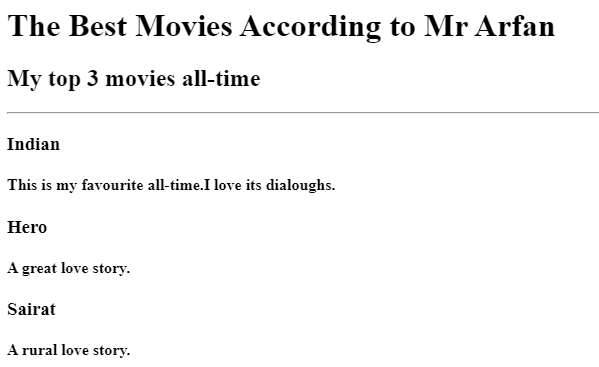 The Best Movies According to Mr Arfan
My top 3 movies all-time
Indian
This is my favourite all-time.I love its dialoughs.
Hero
A great love story.
Sairat
A rural love story.